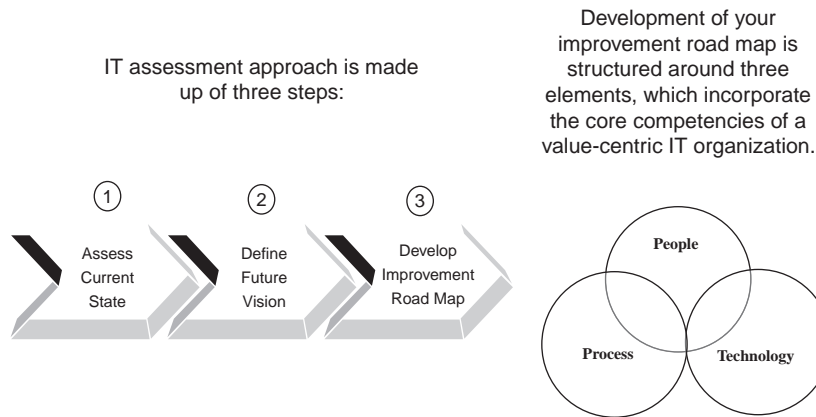 IT assessment approach is made
up of three steps:
1
Assess
Current
State
2
Define
Future
Vision
3
Develop
Improvement
Road Map
Development of your
improvement road map is
structured around three
elements, which incorporate
the core competencies of a
value-centric IT organization.
People
Process
Technology